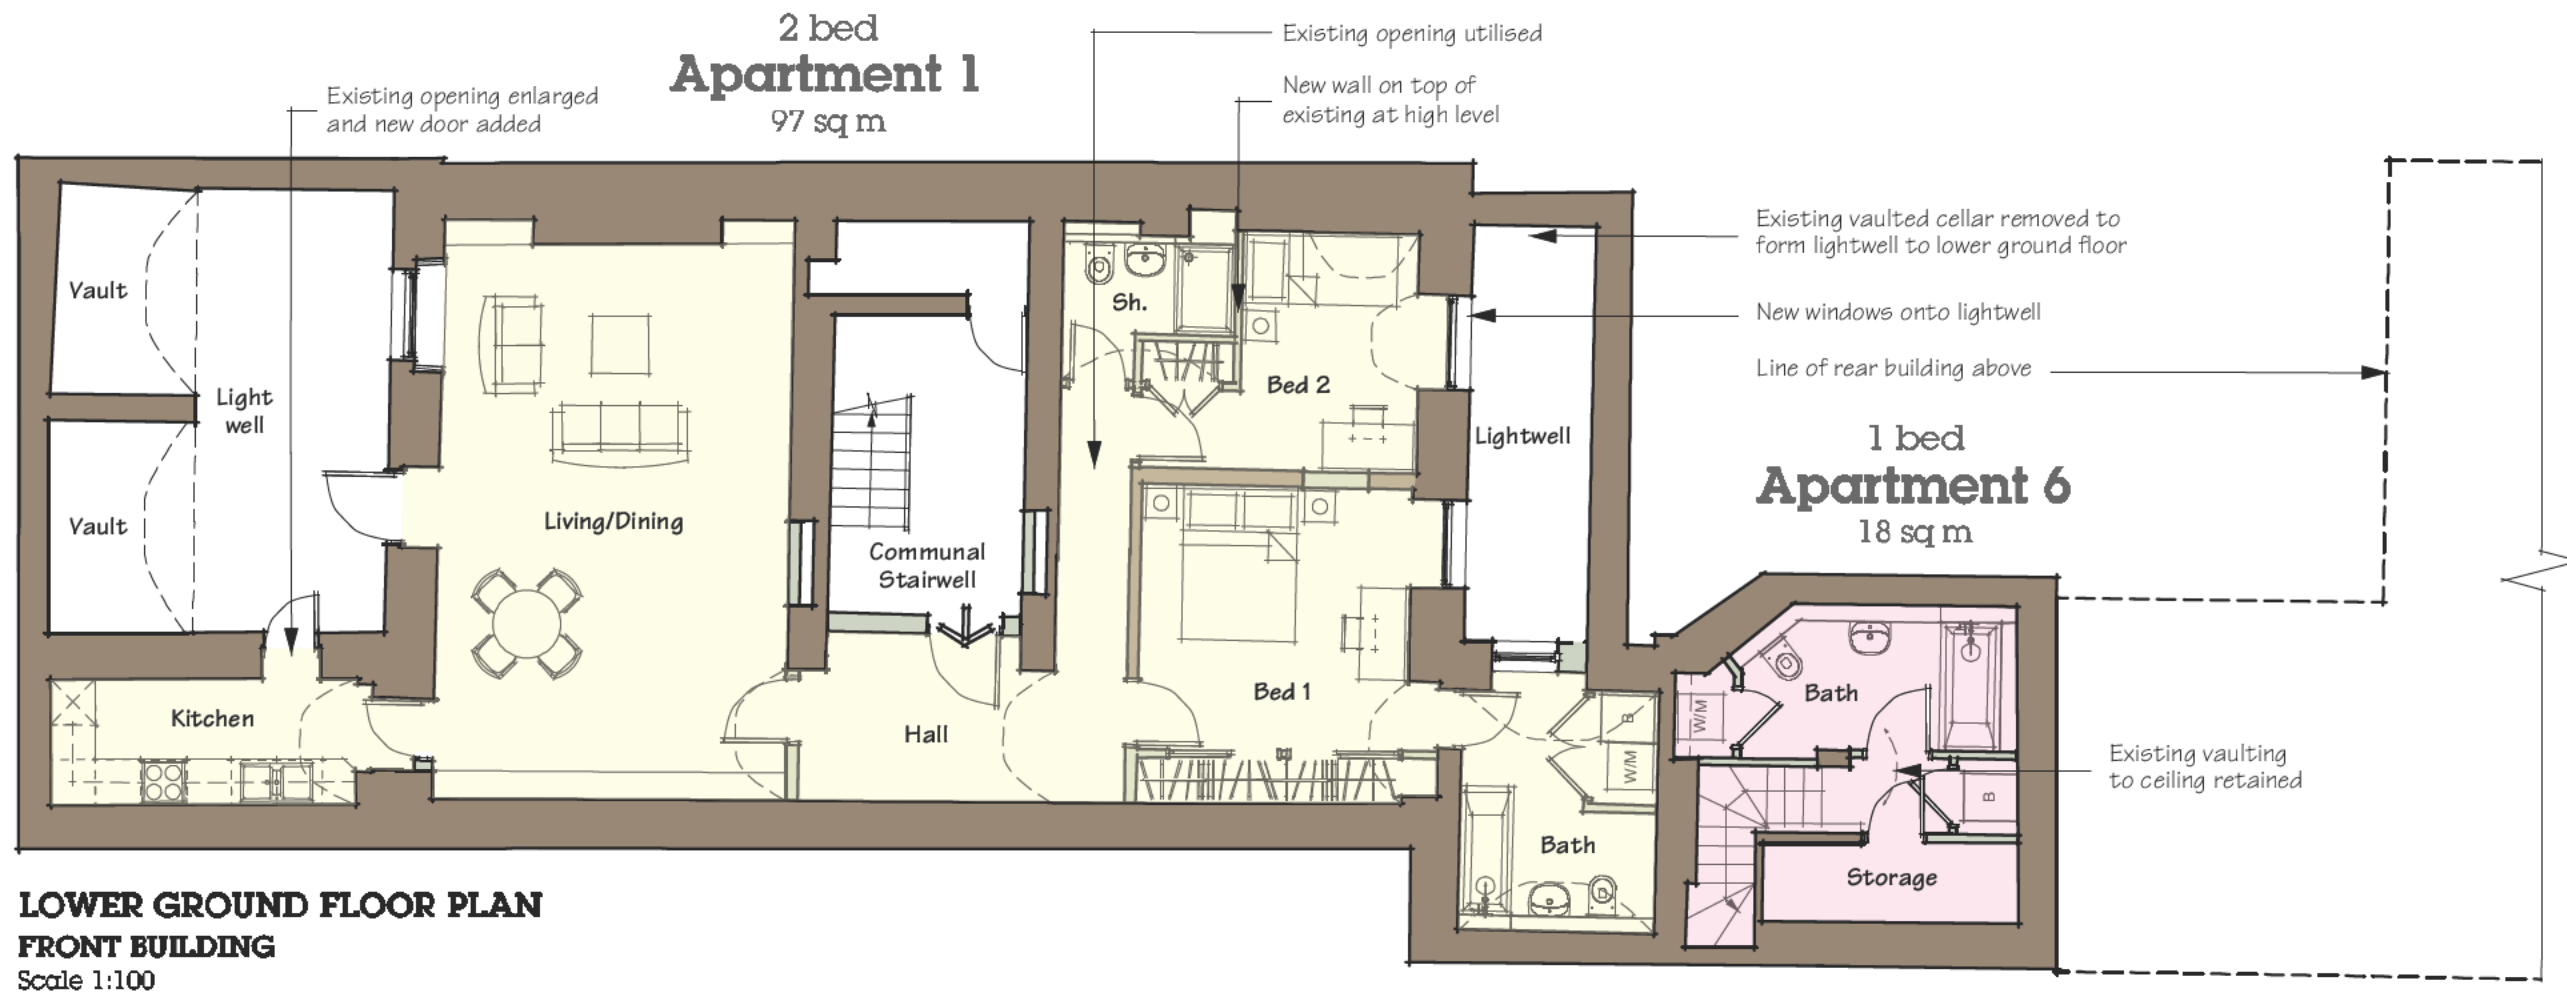 2 bed
Apartment 1
97 sq m
Existing opening enlarged
and new door added
Existing opening utilised
New wall on top of
existing at high level
Existing vaulted cellar removed to
form lightwell to lower ground floor
New windows onto lightwell
Line of rear building above
1 bed
Apartment 6
18 sq m
Existing vaulting
to ceiling retained
Vault
Light
well
Vault
Living/Dining
Kitchen
Communal
Stairwell
Hall
Sh.
Bed 2
Bed 1
Lightwell
B
W/M
Bath
W/M
Bath
B
Storage
LOWER GROUND FLOOR PLAN
FRONT BUILDING
Scale 1:100